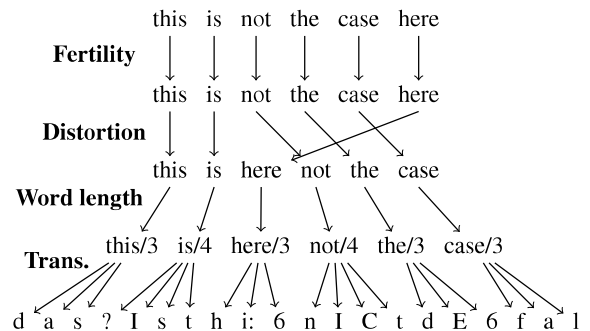 this is not the case here
Fertility
this is not the case here
Distortion
this is here not the case
Word length
this/3 is/4 here/3 not/4 the/3 case/3
Trans.
d a s ? I s t h i: 6 n I C t d E 6 f a l